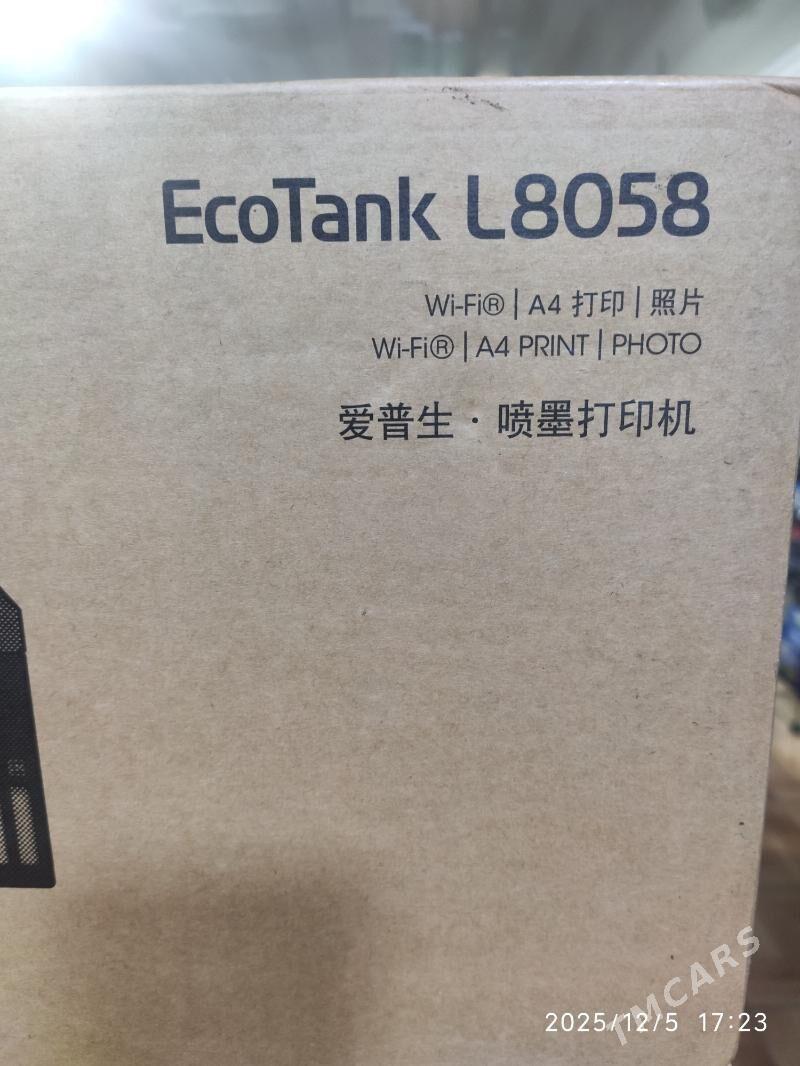 EcoTank L8058
Wi-Fi® | A4 打印 | 照片
Wi-Fi® | A4 PRINT | PHOTO
爱普生 · 喷墨打印机
TMCARS
2025/12/5 17:23